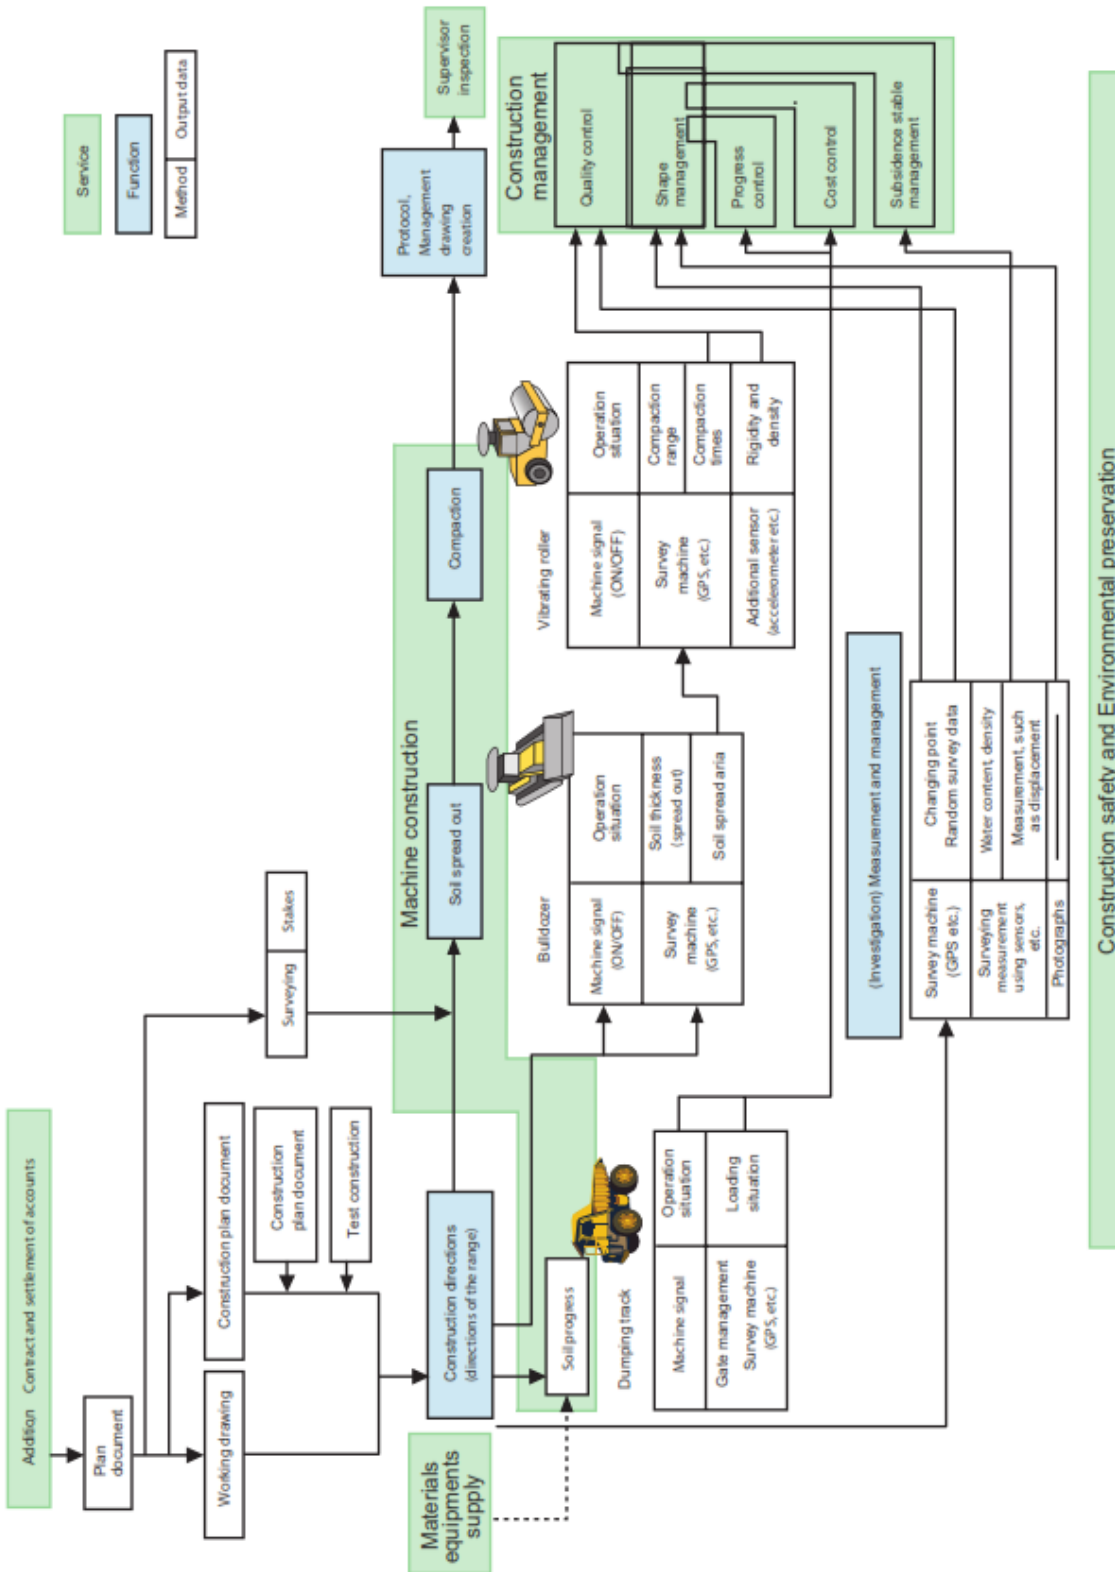 Addition Contract and settlement of accounts
Plan
document
Working drawing
Construction plan document
Construction
plan document
Test construction
Surveying
Stakes
Service
Function
Method
Output data
Materials
equipments
supply
Construction directions
(directions of the range)
Machine construction
Soil spread out
Compaction
Protocol,
Management
drawing
creation
Supervisor
inspection
Soil progress
Dumping track
Machine signal
Operation
situation
Gate management
Survey machine
(GPS, etc.)
Loading
situation
Bulldozer
Machine signal
(ON/OFF)
Operation
situation
Survey
machine
(GPS, etc.)
Soil thickness
(spread out)
Soil spread aria
Vibrating roller
Machine signal
(ON/OFF)
Operation
situation
Survey
machine
(GPS, etc.)
Compaction
range
Compaction
times
Additional sensor
(accelerometer etc.)
Rigidity and
density
Construction
management
Quality control
Shape
management
Progress
control
Cost control
Subsidence stable
management
(Investigation) Measurement and management
Survey machine
(GPS etc.)
Changing point
Random survey data
Surveying
measurement
using sensors,
etc.
Water content, density
Measurement, such
as displacement
Photographs
Construction safety and Environmental preservation